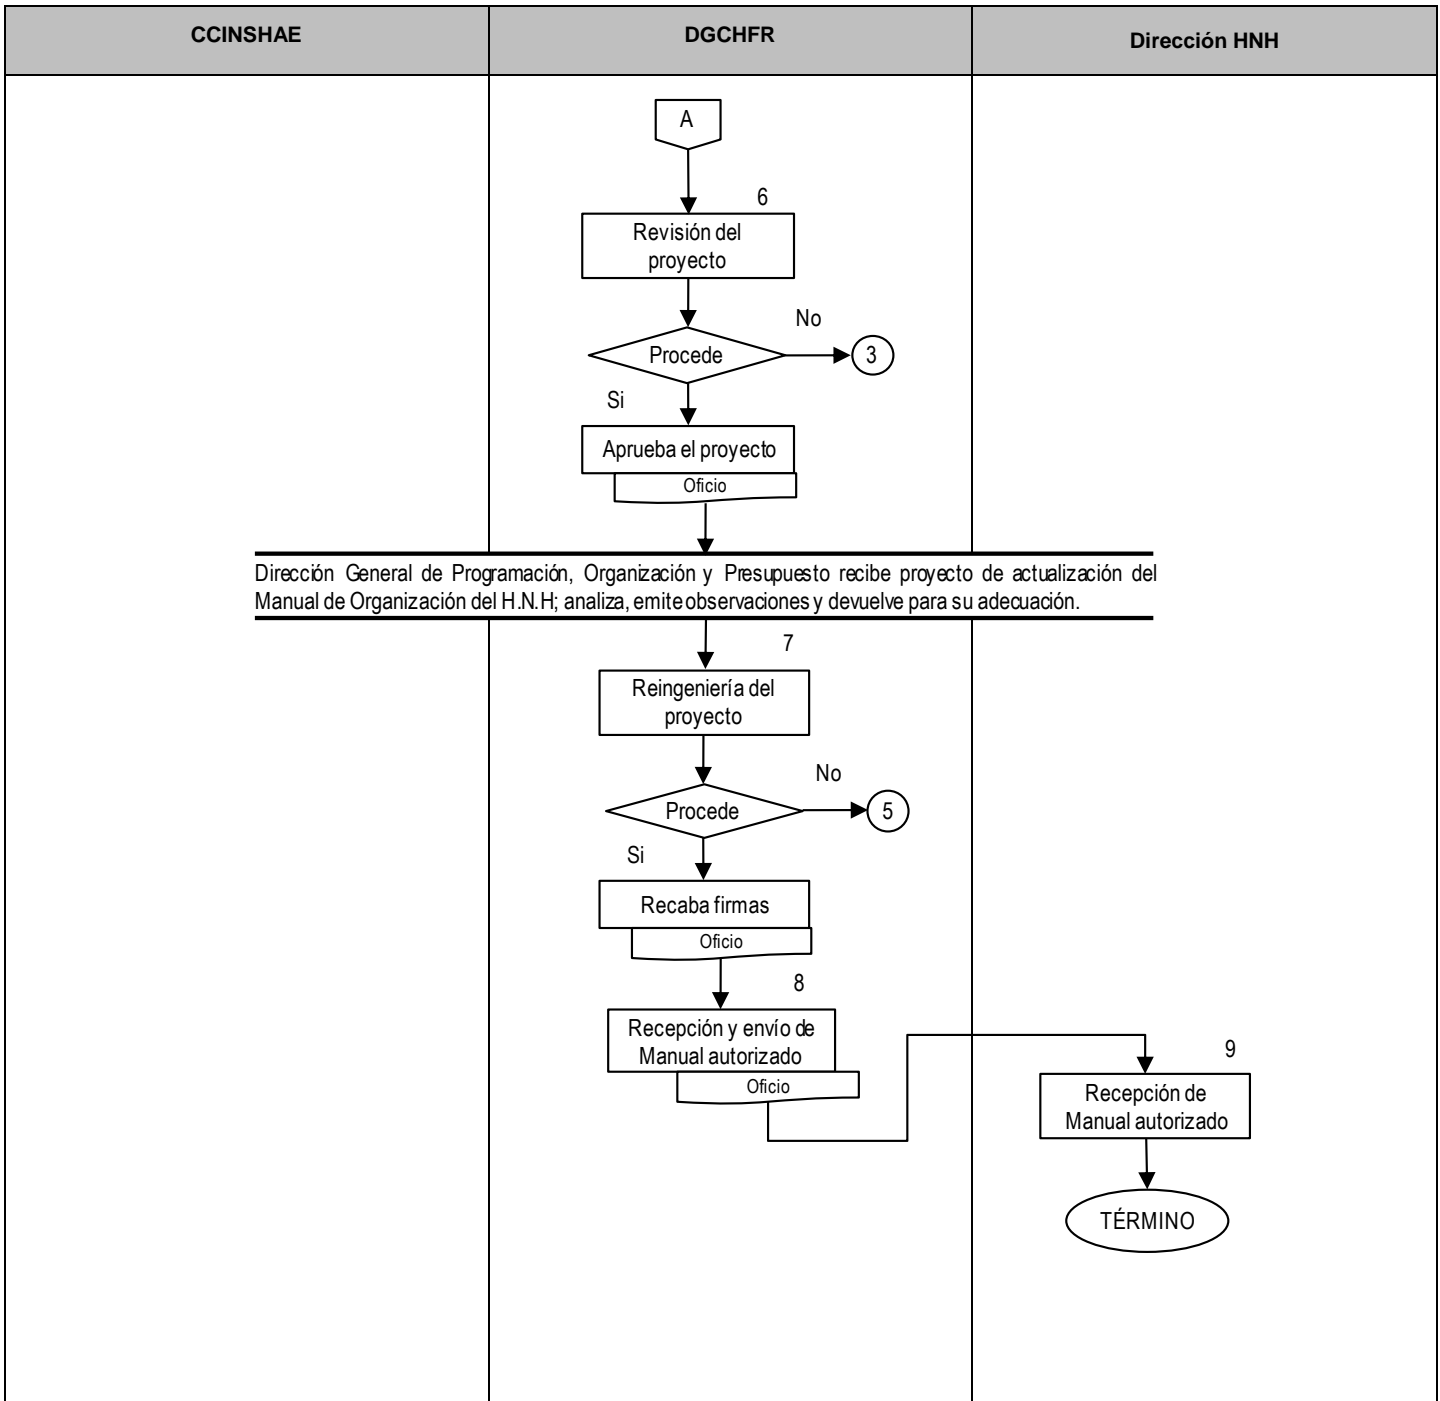 CCINSHAE
DGCHFR
Dirección HNH
A
6
Revisión del
proyecto
No
Procede
3
Si
Aprueba el proyecto
Oficio
Dirección General de Programación, Organización y Presupuesto recibe proyecto de actualización del
Manual de Organización del H.N.H; analiza, emite observaciones y devuelve para su adecuación.
7
Reingeniería del
proyecto
No
Procede
5
Si
Recaba firmas
Oficio
8
Recepción y envío de
Manual autorizado
Oficio
9
Recepción de
Manual autorizado
TÉRMINO